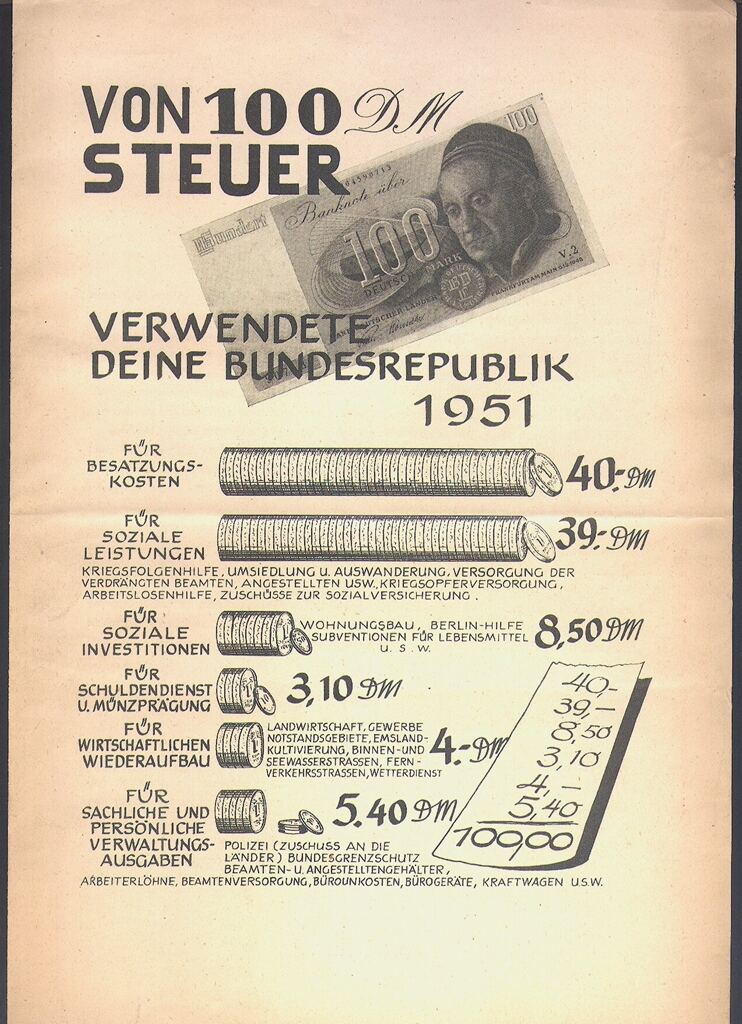 VON 100 DM
STEUER
100
Banknote über
Hundert
100
DEUTSCHE MARK
V.2
FRANKFURT AM MAIN
VERWENDETE
DEINE BUNDESREPUBLIK
1951
FÜR
BESATZUNGS-
KOSTEN
40.- DM
FÜR
SOZIALE
LEISTUNGEN
39.- DM
KRIEGSFOLGENHILFE, UMSIEDLUNG U. AUSWANDERUNG, VERSORGUNG DER
VERDRÄNGTEN BEAMTEN, ANGESTELLTEN USW., KRIEGSOPFERVERSORGUNG,
ARBEITSLOSENHILFE, ZUSCHÜSSE ZUR SOZIALVERSICHERUNG.
FÜR
SOZIALE
INVESTITIONEN
WOHNUNGSBAU, BERLIN-HILFE
SUBVENTIONEN FÜR LEBENSMITTEL
U. S. W.
8,50 DM
FÜR
SCHULDENDIENST
U. MÜNZPRÄGUNG
3,10 DM
FÜR
WIRTSCHAFTLICHEN
WIEDERAUFBAU
LANDWIRTSCHAFT, GEWERBE
NOTSTANDSGEBIETE, EMSLAND-
KULTIVIERUNG, BINNEN- UND
SEEWASSERSTRASSEN, FERN-
VERKEHRSSTRASSEN, WETTERDIENST
4.- DM
FÜR
SACHLICHE UND
PERSÖNLICHE
VERWALTUNGS-
AUSGABEN
5,40 DM
POLIZEI (ZUSCHUSS AN DIE
LÄNDER) BUNDESGRENZSCHUTZ
BEAMTEN- U. ANGESTELLTENGEHÄLTER,
ARBEITERLÖHNE, BEAMTENVERSORGUNG, BÜROUNKOSTEN, BÜROGERÄTE, KRAFTWAGEN U.S.W.
40,-
39,-
8,50
3,10
4,-
5,40
100,00